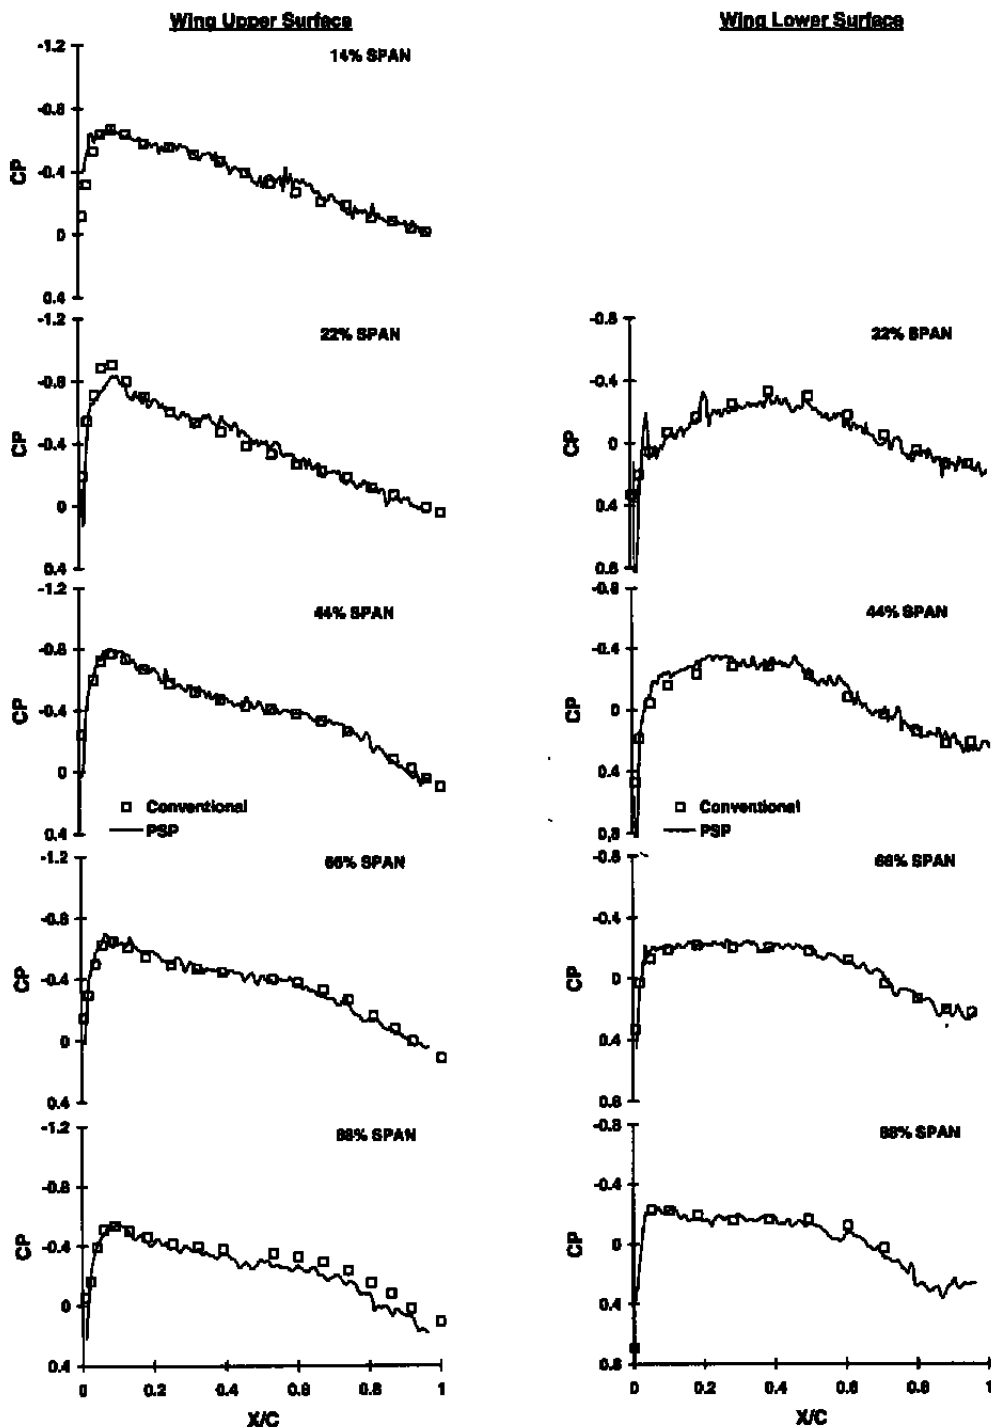 Wing Upper Surface
14% SPAN
-1.2
-0.8
-0.4
0
0.4
CP
22% SPAN
-1.2
-0.8
-0.4
0
0.4
CP
44% SPAN
-1.2
-0.8
-0.4
0
0.4
CP
Conventional
PSP
66% SPAN
-1.2
-0.8
-0.4
0
0.4
CP
88% SPAN
-1.2
-0.8
-0.4
0
0.4
CP
0 0.2 0.4 0.6 0.8 1
X/C
Wing Lower Surface
22% SPAN
-0.8
-0.4
0
0.4
0.8
CP
44% SPAN
-0.8
-0.4
0
0.4
0.8
CP
Conventional
PSP
66% SPAN
-0.8
-0.4
0
0.4
0.8
CP
88% SPAN
-0.8
-0.4
0
0.4
0.8
CP
0 0.2 0.4 0.6 0.8 1
X/C